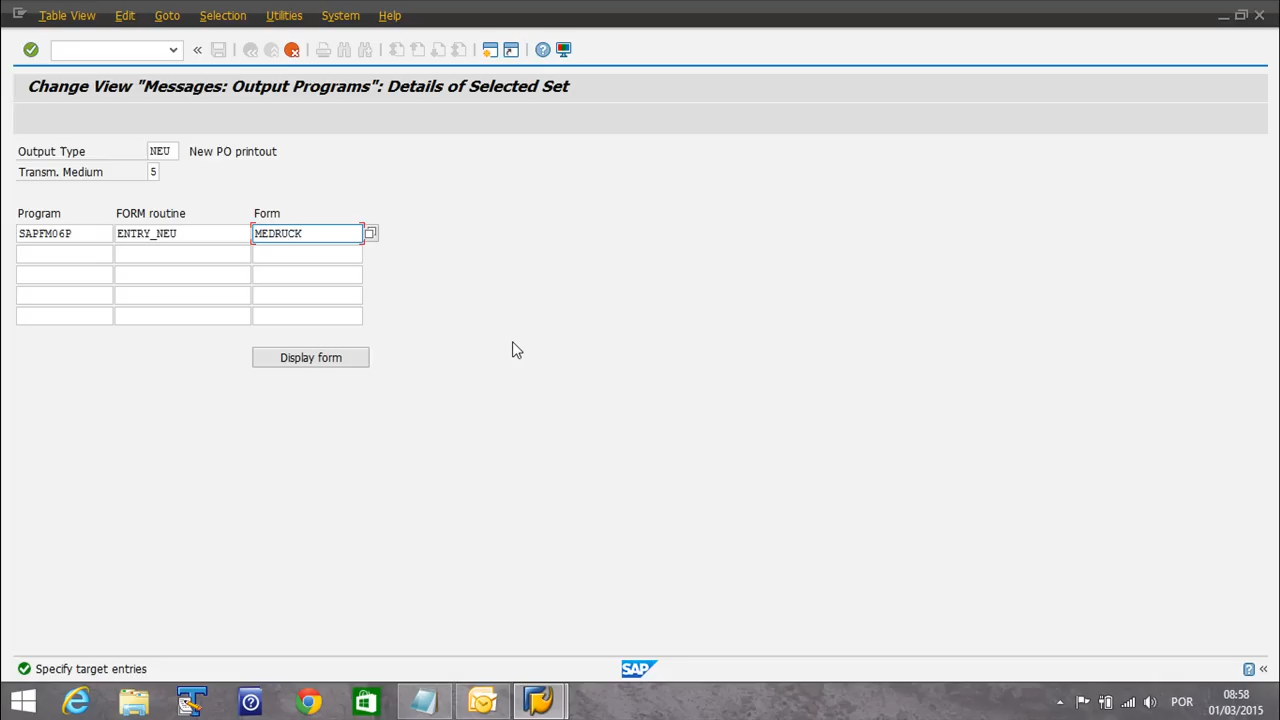 Table View Edit Goto Selection Utilities System Help
Change View "Messages: Output Programs": Details of Selected Set
Output Type NEU New PO printout
Transm. Medium 5
Program FORM routine Form
SAPFM06P ENTRY_NEU MEDRUCK
Display form
Specify target entries
SAP
08:58
POR
01/03/2015